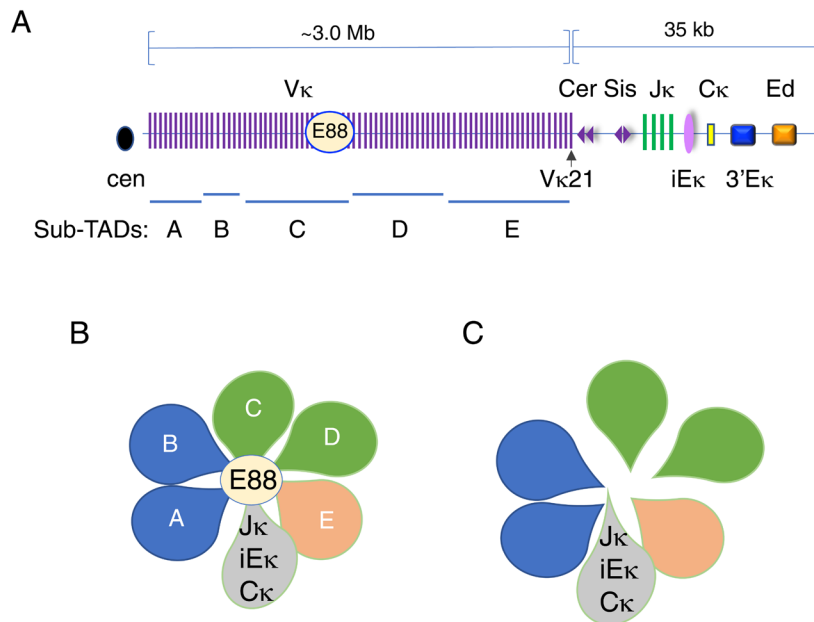 A
~3.0 Mb
35 kb
Vκ
Cer Sis Jκ Cκ Ed
E88
cen
Vκ21
iEκ 3'Eκ
Sub-TADs: A B C D E
B
C
C
B
D
E88
A
E
Jκ
iEκ
Cκ
Jκ
iEκ
Cκ